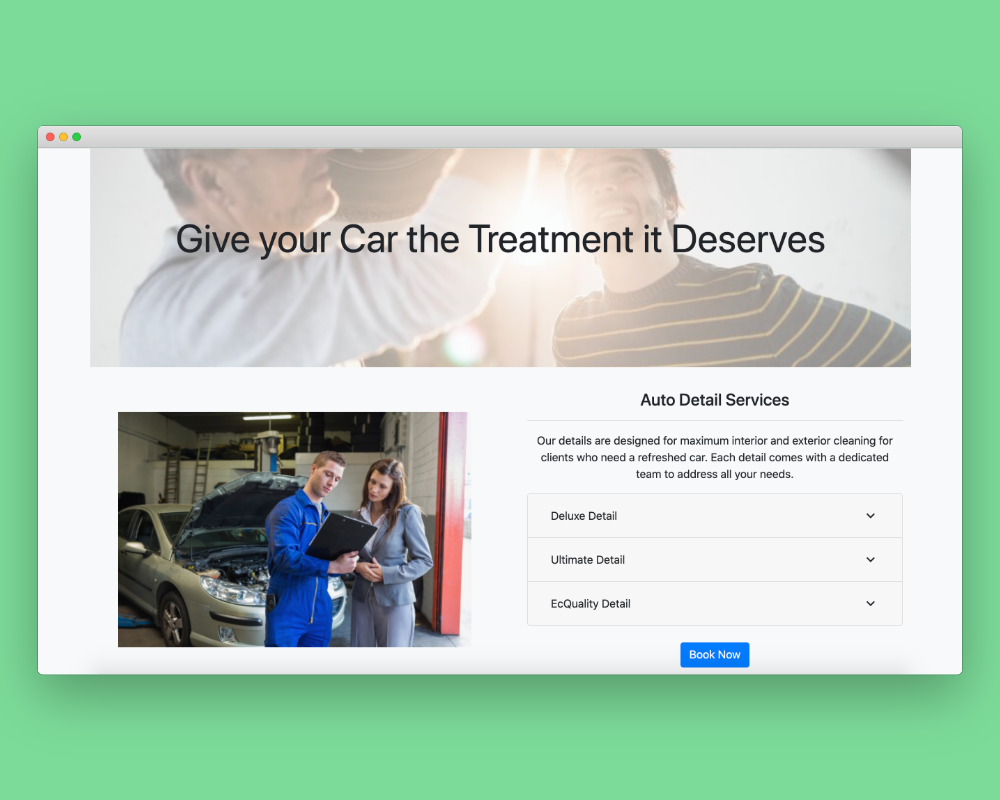 Give your Car the Treatment it Deserves
Auto Detail Services
Our details are designed for maximum interior and exterior cleaning for
clients who need a refreshed car. Each detail comes with a dedicated
team to address all your needs.
Deluxe Detail
Ultimate Detail
EcQuality Detail
Book Now